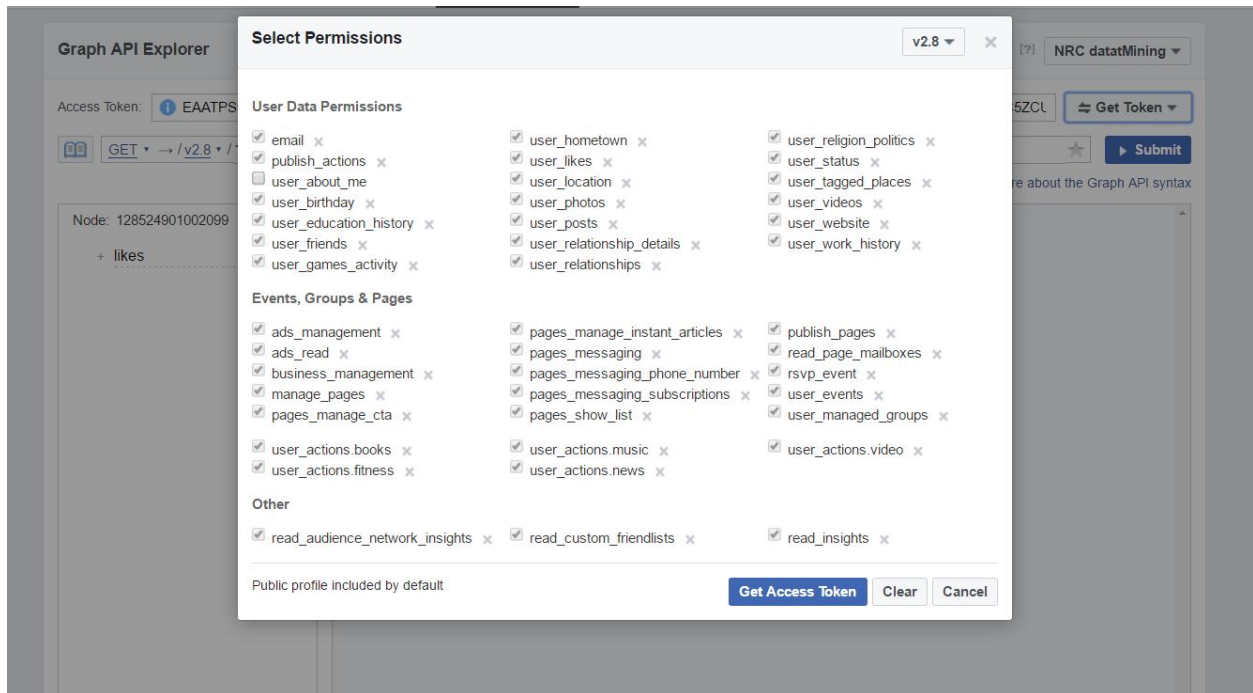 Graph API Explorer
[?] NRC datatMining
Access Token: EAATPS 5ZCU Get Token
GET → / v2.8 /
Submit
re about the Graph API syntax
Node: 128524901002099
+ likes
Select Permissions
v2.8
User Data Permissions
email user_hometown user_religion_politics
publish_actions user_likes user_status
user_about_me user_location user_tagged_places
user_birthday user_photos user_videos
user_education_history user_posts user_website
user_friends user_relationship_details user_work_history
user_games_activity user_relationships
Events, Groups & Pages
ads_management pages_manage_instant_articles publish_pages
ads_read pages_messaging read_page_mailboxes
business_management pages_messaging_phone_number rsvp_event
manage_pages pages_messaging_subscriptions user_events
pages_manage_cta pages_show_list user_managed_groups
user_actions.books user_actions.music user_actions.video
user_actions.fitness user_actions.news
Other
read_audience_network_insights read_custom_friendlists read_insights
Public profile included by default
Get Access Token Clear Cancel